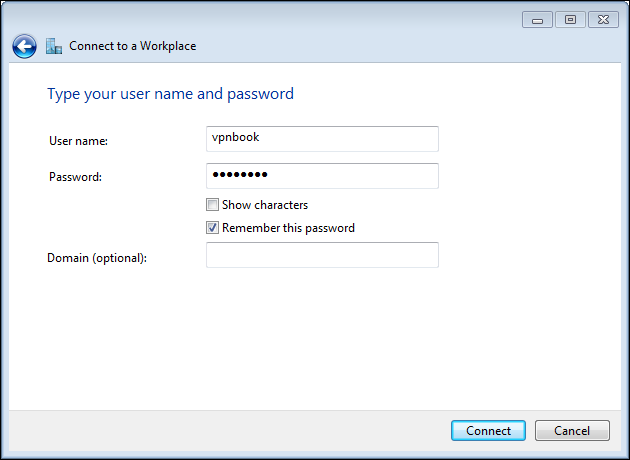 Connect to a Workplace
Type your user name and password
User name: vpnbook
Password: ●●●●●●●●
Show characters
Remember this password
Domain (optional):
Connect Cancel